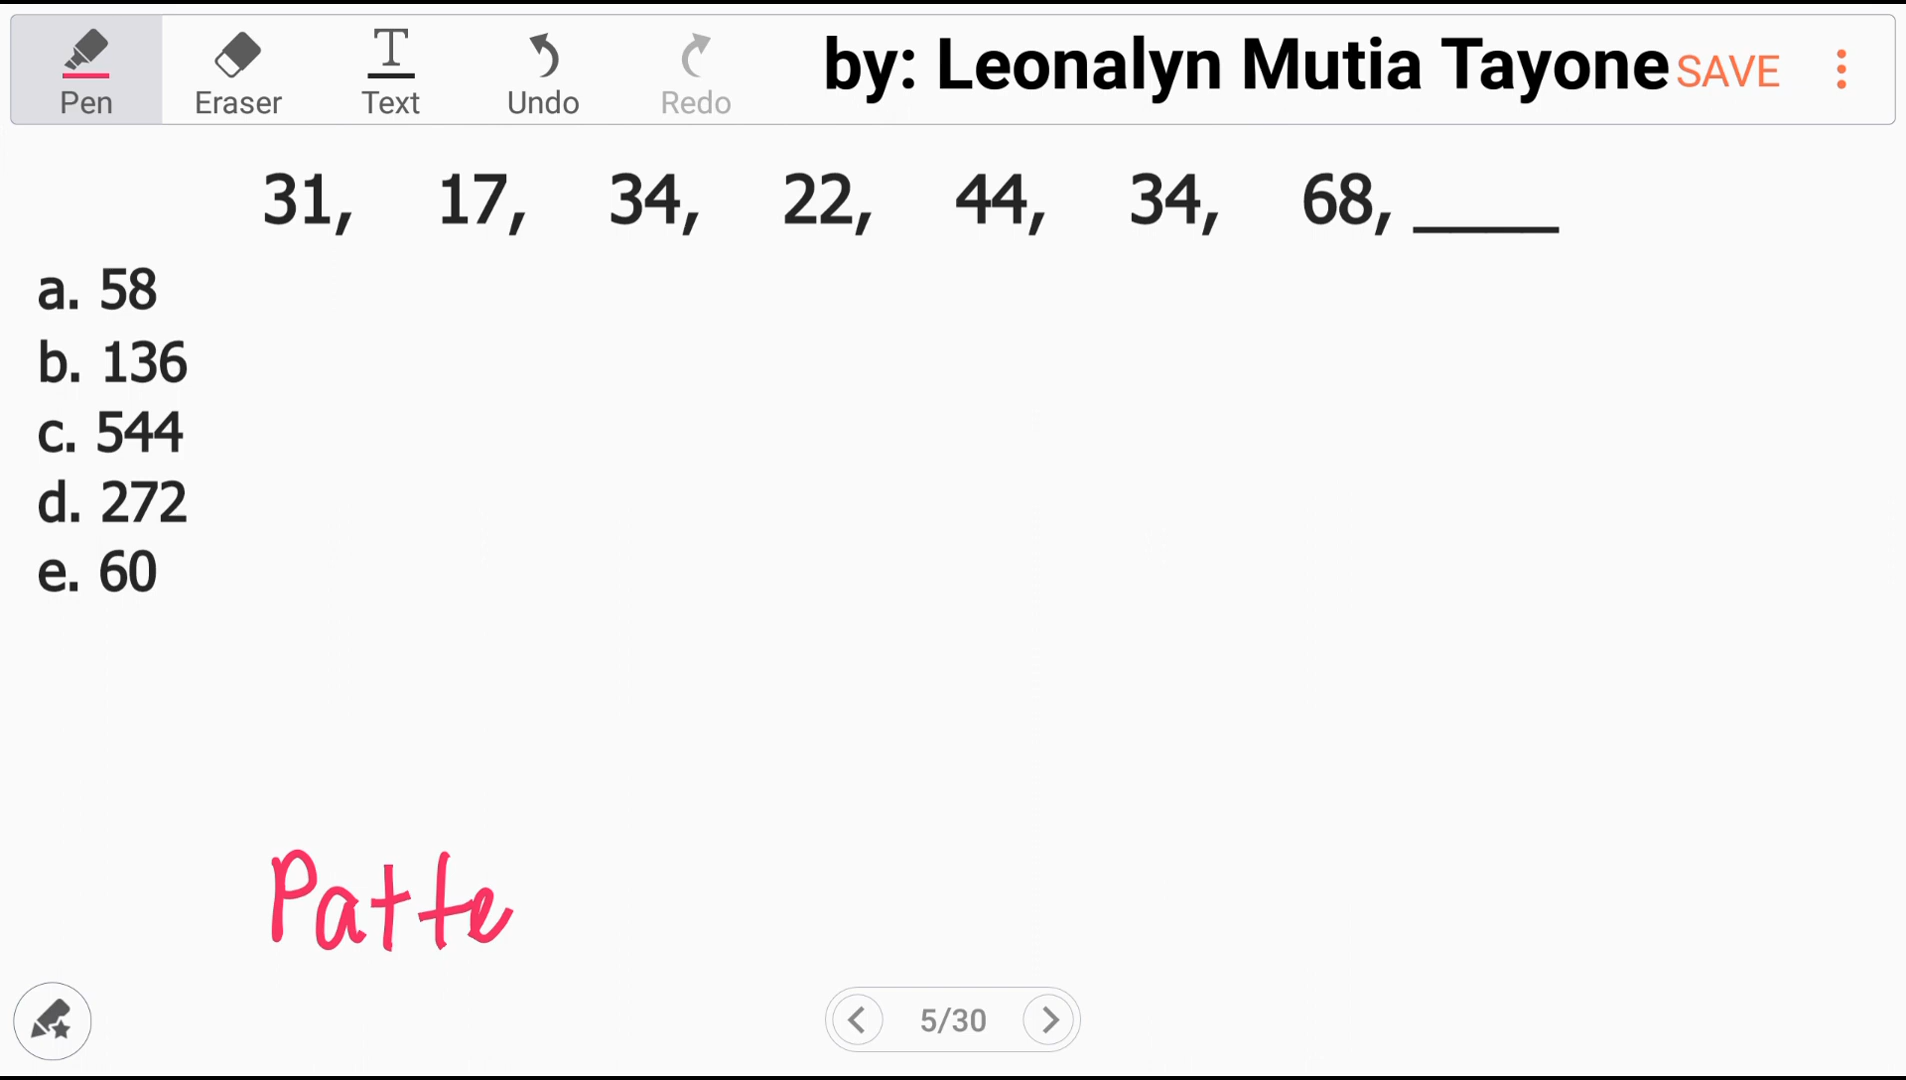 Pen Eraser Text Undo Redo by: Leonalyn Mutia Tayone SAVE
31, 17, 34, 22, 44, 34, 68, ____
a. 58
b. 136
c. 544
d. 272
e. 60
Patte
5/30